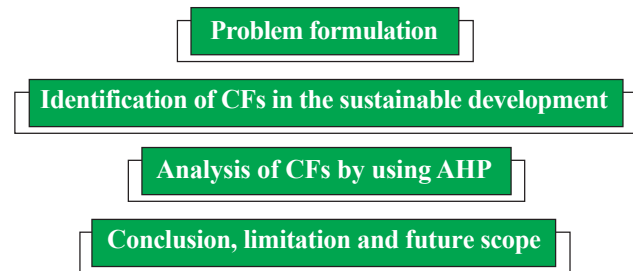 Problem formulation
Identification of CFs in the sustainable development
Analysis of CFs by using AHP
Conclusion, limitation and future scope